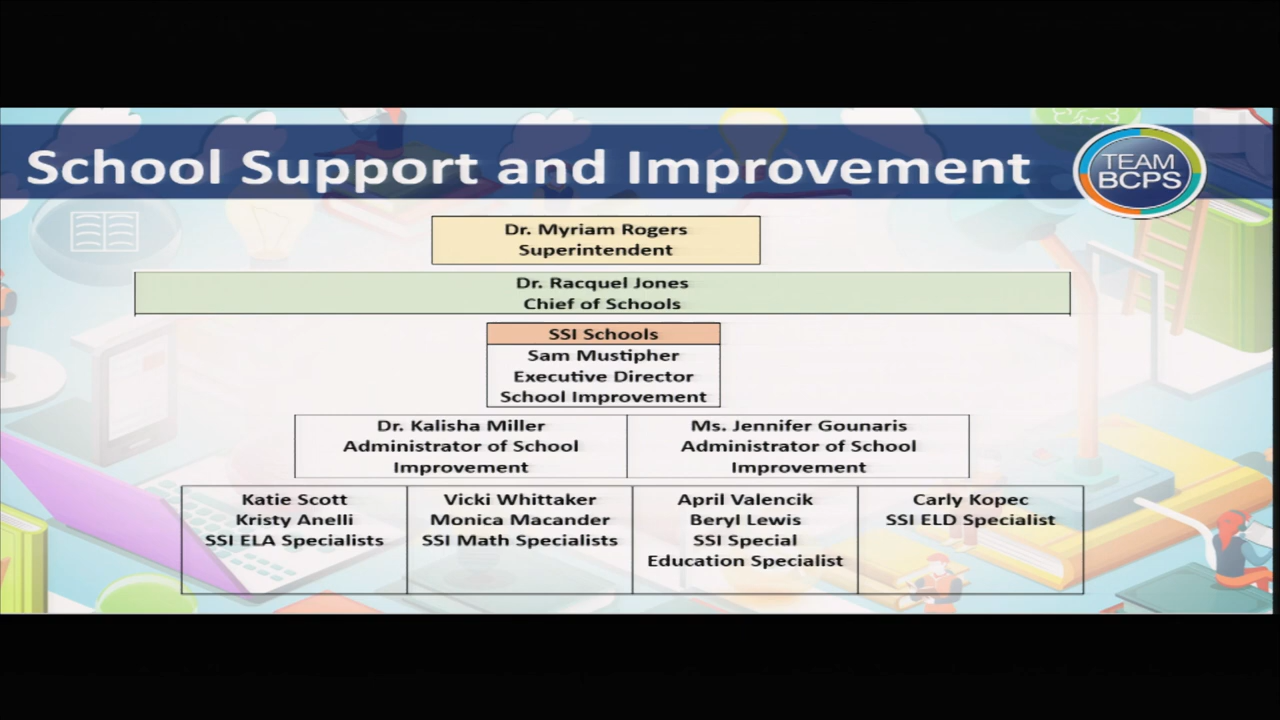 School Support and Improvement
TEAM
BCPS
Dr. Myriam Rogers
Superintendent
Dr. Racquel Jones
Chief of Schools
SSI Schools
Sam Mustipher
Executive Director
School Improvement
Dr. Kalisha Miller
Administrator of School
Improvement
Ms. Jennifer Gounaris
Administrator of School
Improvement
Katie Scott
Kristy Anelli
SSI ELA Specialists
Vicki Whittaker
Monica Macander
SSI Math Specialists
April Valencik
Beryl Lewis
SSI Special
Education Specialist
Carly Kopec
SSI ELD Specialist